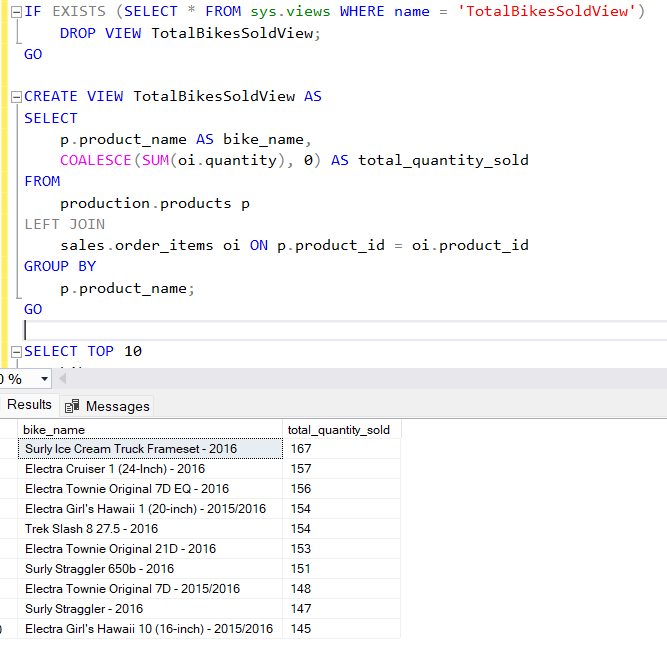 IF EXISTS (SELECT * FROM sys.views WHERE name = 'TotalBikesSoldView')
DROP VIEW TotalBikesSoldView;
GO
CREATE VIEW TotalBikesSoldView AS
SELECT
p.product_name AS bike_name,
COALESCE(SUM(oi.quantity), 0) AS total_quantity_sold
FROM
production.products p
LEFT JOIN
sales.order_items oi ON p.product_id = oi.product_id
GROUP BY
p.product_name;
GO
SELECT TOP 10
0 %
Results Messages
bike_name total_quantity_sold
Surly Ice Cream Truck Frameset - 2016 167
Electra Cruiser 1 (24-Inch) - 2016 157
Electra Townie Original 7D EQ - 2016 156
Electra Girl's Hawaii 1 (20-inch) - 2015/2016 154
Trek Slash 8 27.5 - 2016 154
Electra Townie Original 21D - 2016 153
Surly Straggler 650b - 2016 151
Electra Townie Original 7D - 2015/2016 148
Surly Straggler - 2016 147
Electra Girl's Hawaii 10 (16-inch) - 2015/2016 145